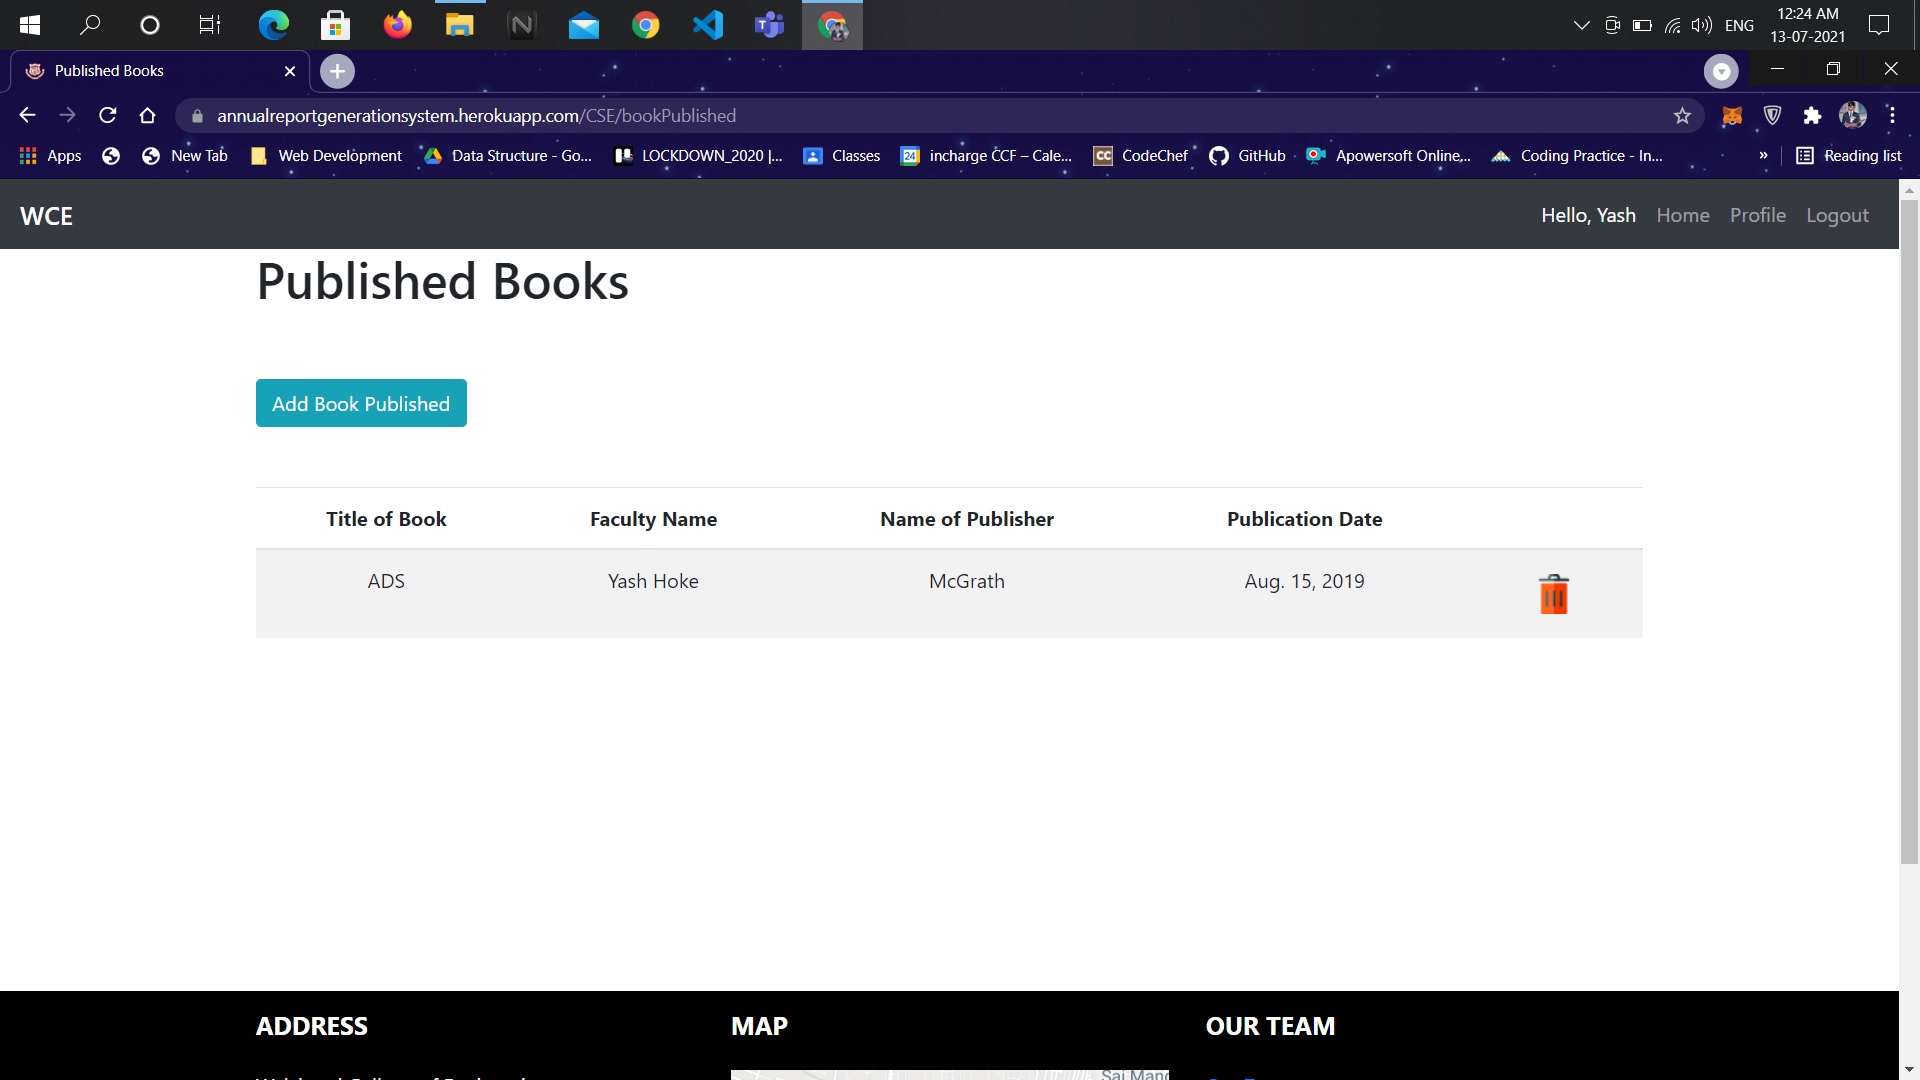 ENG
12:24 AM
13-07-2021
Published Books
annualreportgenerationsystem.herokuapp.com/CSE/bookPublished
Apps
New Tab
Web Development
Data Structure - Go...
LOCKDOWN_2020 |...
Classes
24
incharge CCF – Cale...
CC
CodeChef
GitHub
Apowersoft Online,...
Coding Practice - In...
»
Reading list
WCE
Hello, Yash Home Profile Logout
Published Books
Add Book Published
Title of Book Faculty Name Name of Publisher Publication Date
ADS Yash Hoke McGrath Aug. 15, 2019
ADDRESS MAP OUR TEAM